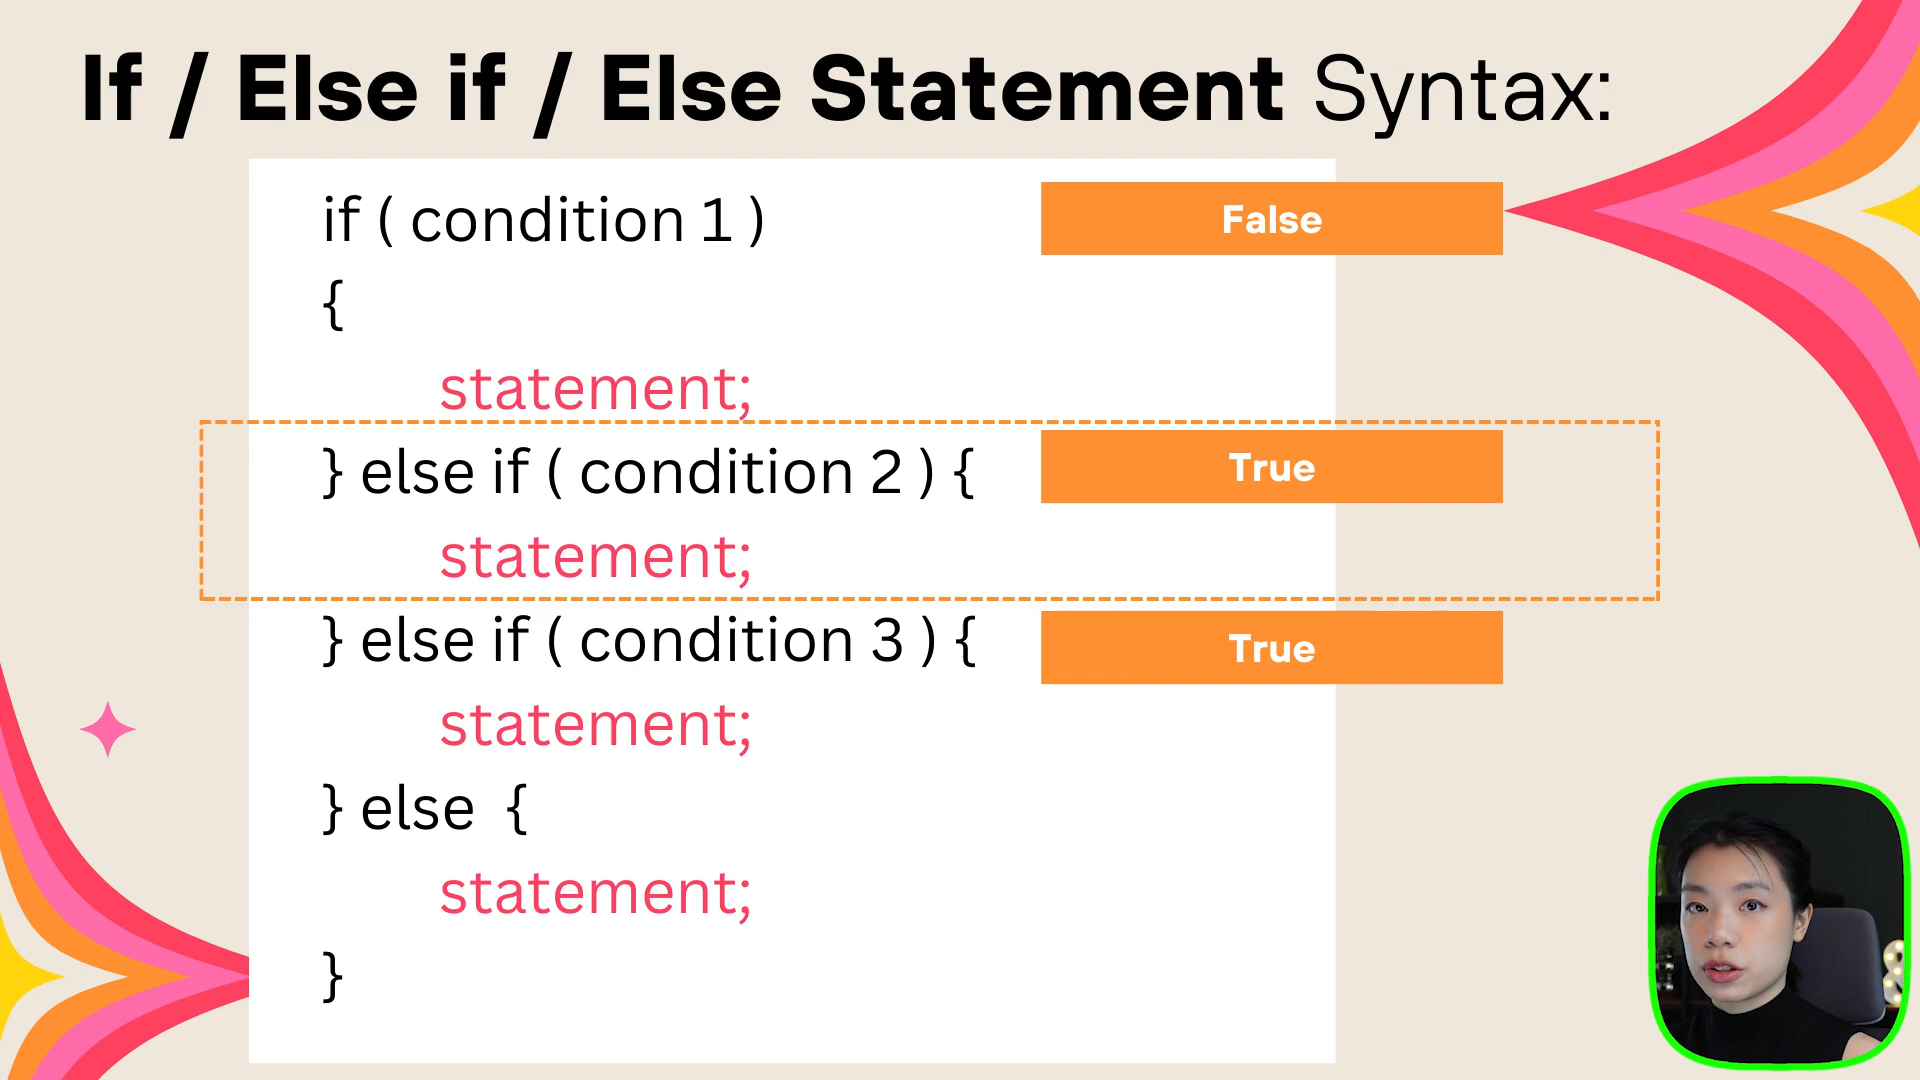 If / Else if / Else Statement Syntax:
if ( condition 1 )
False
{
statement;
} else if ( condition 2 ) {
True
statement;
} else if ( condition 3 ) {
True
statement;
} else {
statement;
}